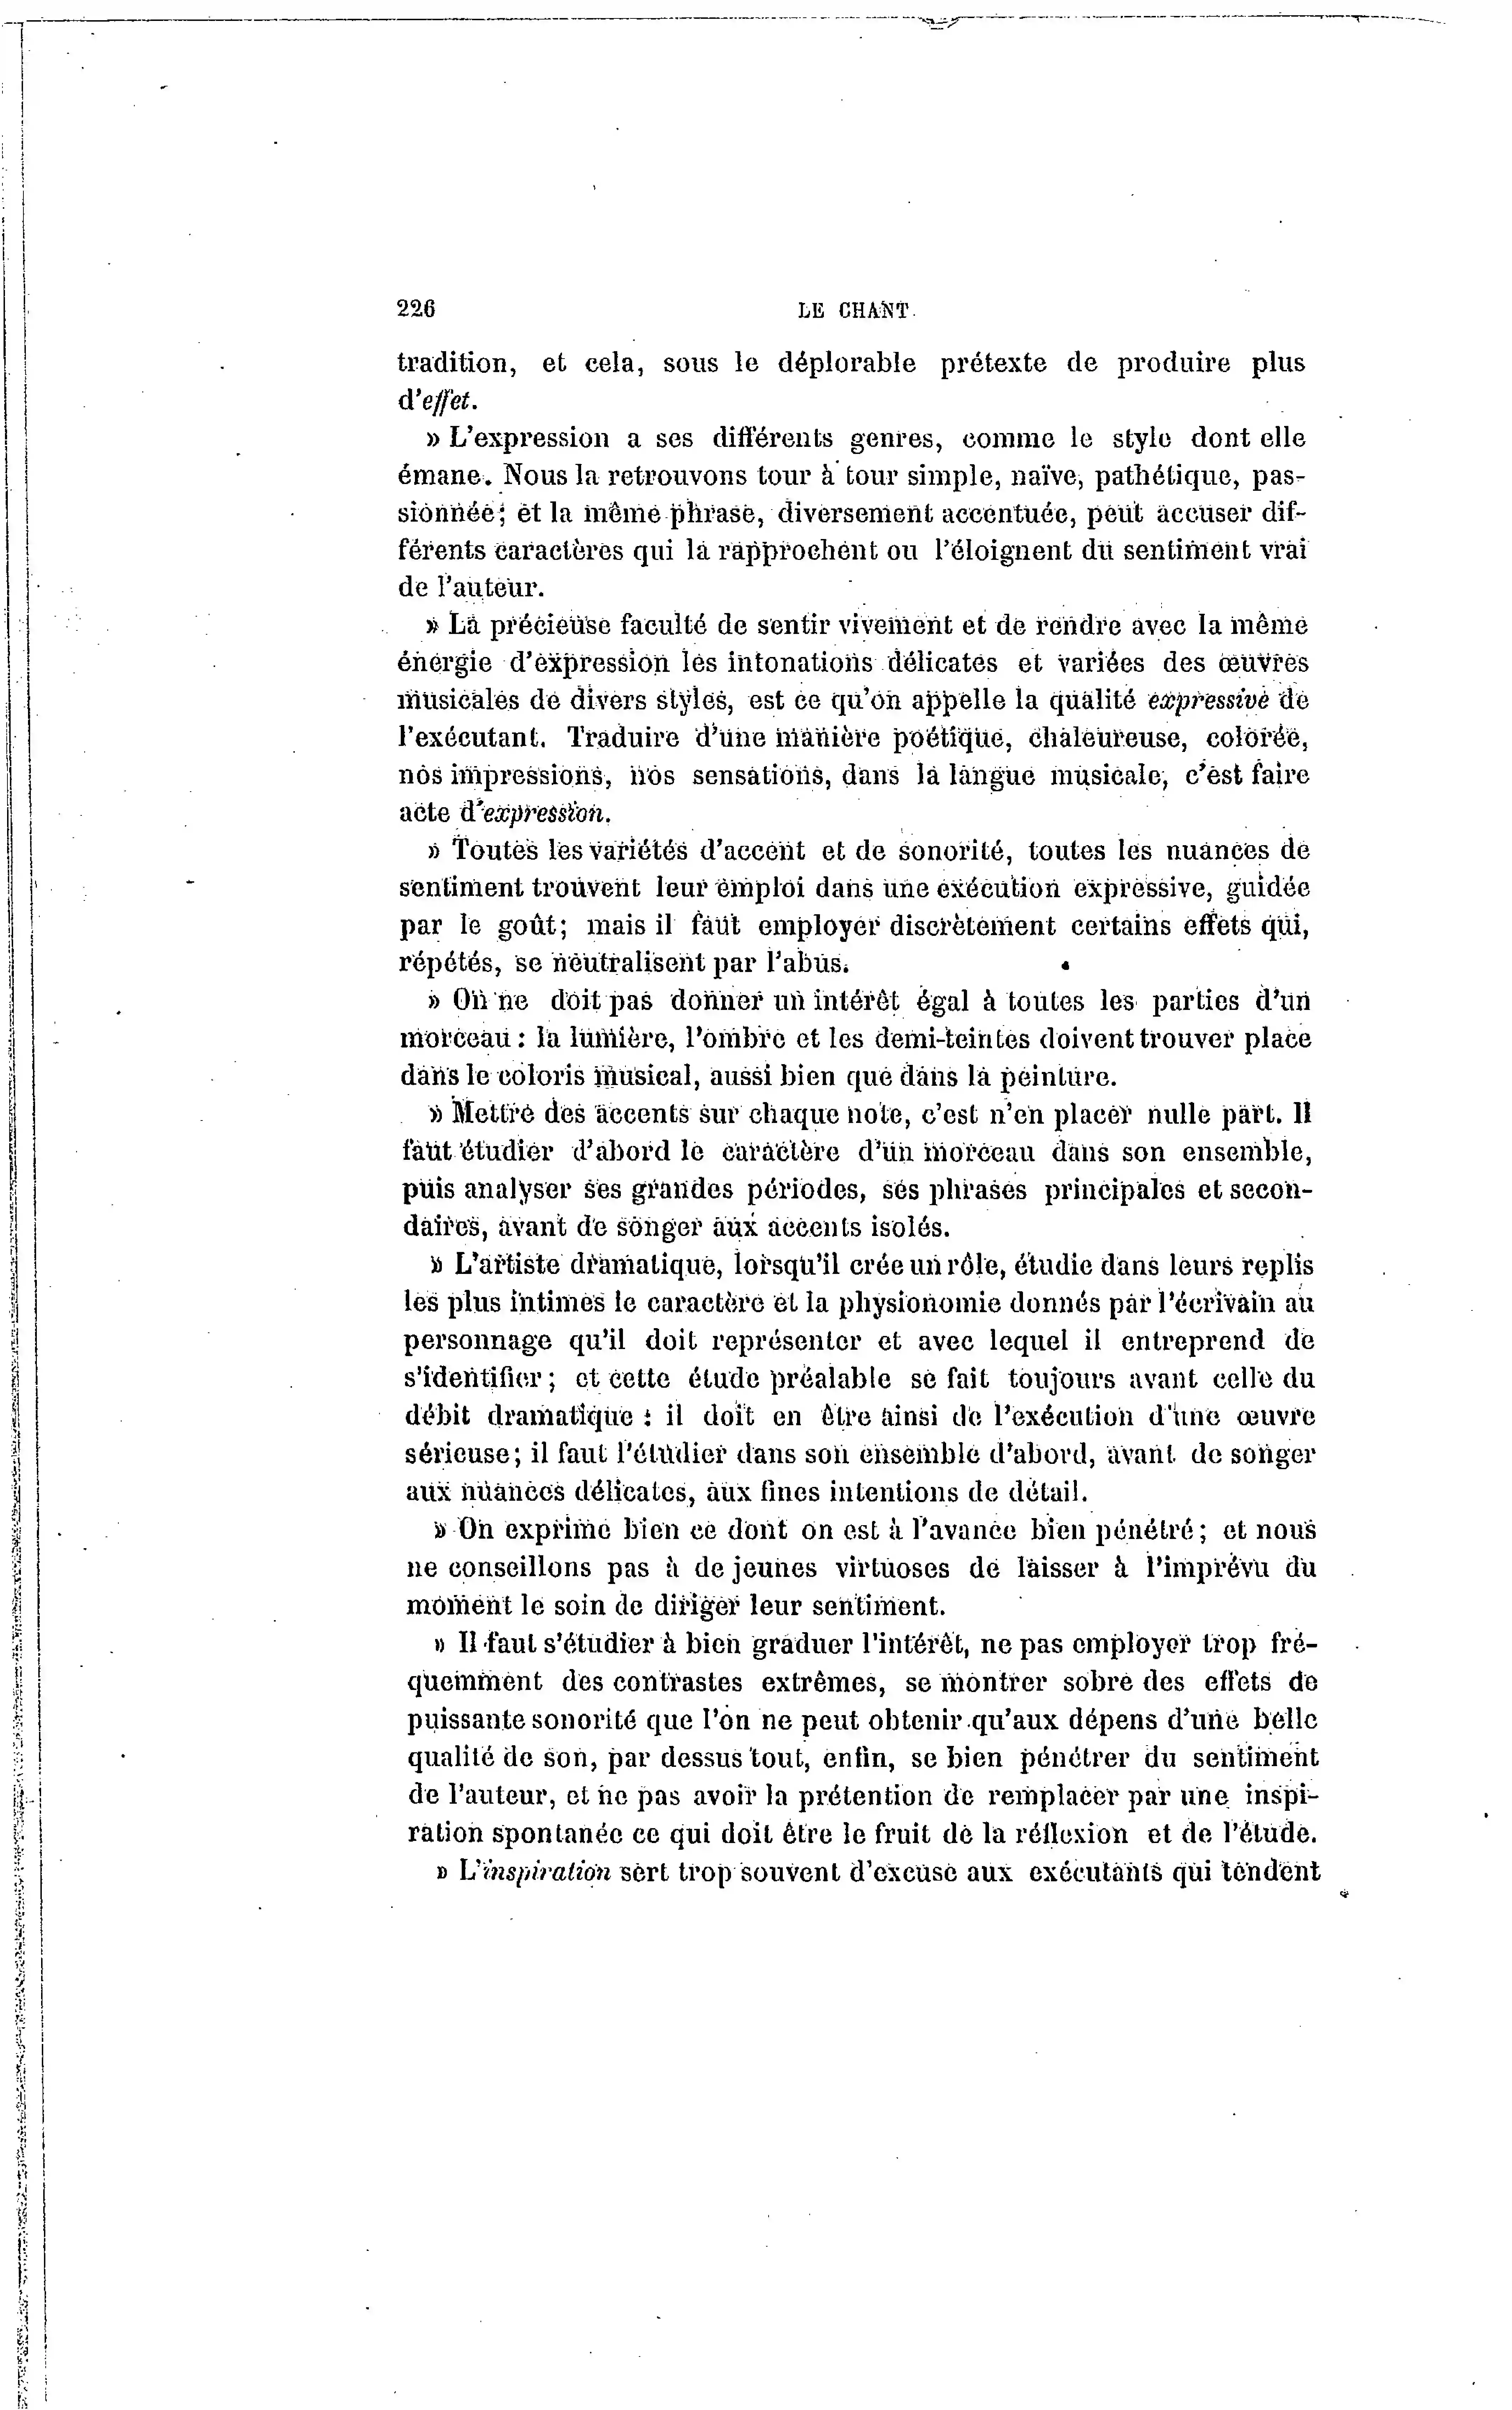 226 LE CHANT.
tradition, et cela, sous le déplorable prétexte de produire plus
d'effet.
» L'expression a ses différents genres, comme le style dont elle
émane. Nous la retrouvons tour à tour simple, naïve, pathétique, pas-
sionnée; et la même phrase, diversement accentuée, peut accuser dif-
férents caractères qui la rapprochent ou l'éloignent du sentiment vrai
de l'auteur.
» La précieuse faculté de sentir vivement et de rendre avec la même
énergie d'expression les intonations délicates et variées des œuvres
musicales de divers styles, est ce qu'on appelle la qualité expressive de
l'exécutant. Traduire d'une manière poétique, chaleureuse, colorée,
nos impressions, nos sensations, dans la langue musicale, c'est faire
acte d'expression.
» Toutes les variétés d'accent et de sonorité, toutes les nuances de
sentiment trouvent leur emploi dans une exécution expressive, guidée
par le goût; mais il faut employer discrètement certains effets qui,
répétés, se neutralisent par l'abus.
» On ne doit pas donner un intérêt égal à toutes les parties d'un
morceau : la lumière, l'ombre et les demi-teintes doivent trouver place
dans le coloris musical, aussi bien que dans la peinture.
» Mettre des accents sur chaque note, c'est n'en placer nulle part. Il
faut étudier d'abord le caractère d'un morceau dans son ensemble,
puis analyser ses grandes périodes, ses phrases principales et secon-
daires, avant de songer aux accents isolés.
» L'artiste dramatique, lorsqu'il crée un rôle, étudie dans leurs replis
les plus intimes le caractère et la physionomie donnés par l'écrivain au
personnage qu'il doit représenter et avec lequel il entreprend de
s'identifier; et cette étude préalable se fait toujours avant celle du
débit dramatique : il doit en être ainsi de l'exécution d'une œuvre
sérieuse; il faut l'étudier dans son ensemble d'abord, avant de songer
aux nuances délicates, aux fines intentions de détail.
» On exprime bien ce dont on est à l'avance bien pénétré; et nous
ne conseillons pas à de jeunes virtuoses de laisser à l'imprévu du
moment le soin de diriger leur sentiment.
» Il faut s'étudier à bien graduer l'intérêt, ne pas employer trop fré-
quemment des contrastes extrêmes, se montrer sobre des effets de
puissante sonorité que l'on ne peut obtenir qu'aux dépens d'une belle
qualité de son, par dessus tout, enfin, se bien pénétrer du sentiment
de l'auteur, et ne pas avoir la prétention de remplacer par une inspi-
ration spontanée ce qui doit être le fruit de la réflexion et de l'étude.
» L'inspiration sert trop souvent d'excuse aux exécutants qui tendent